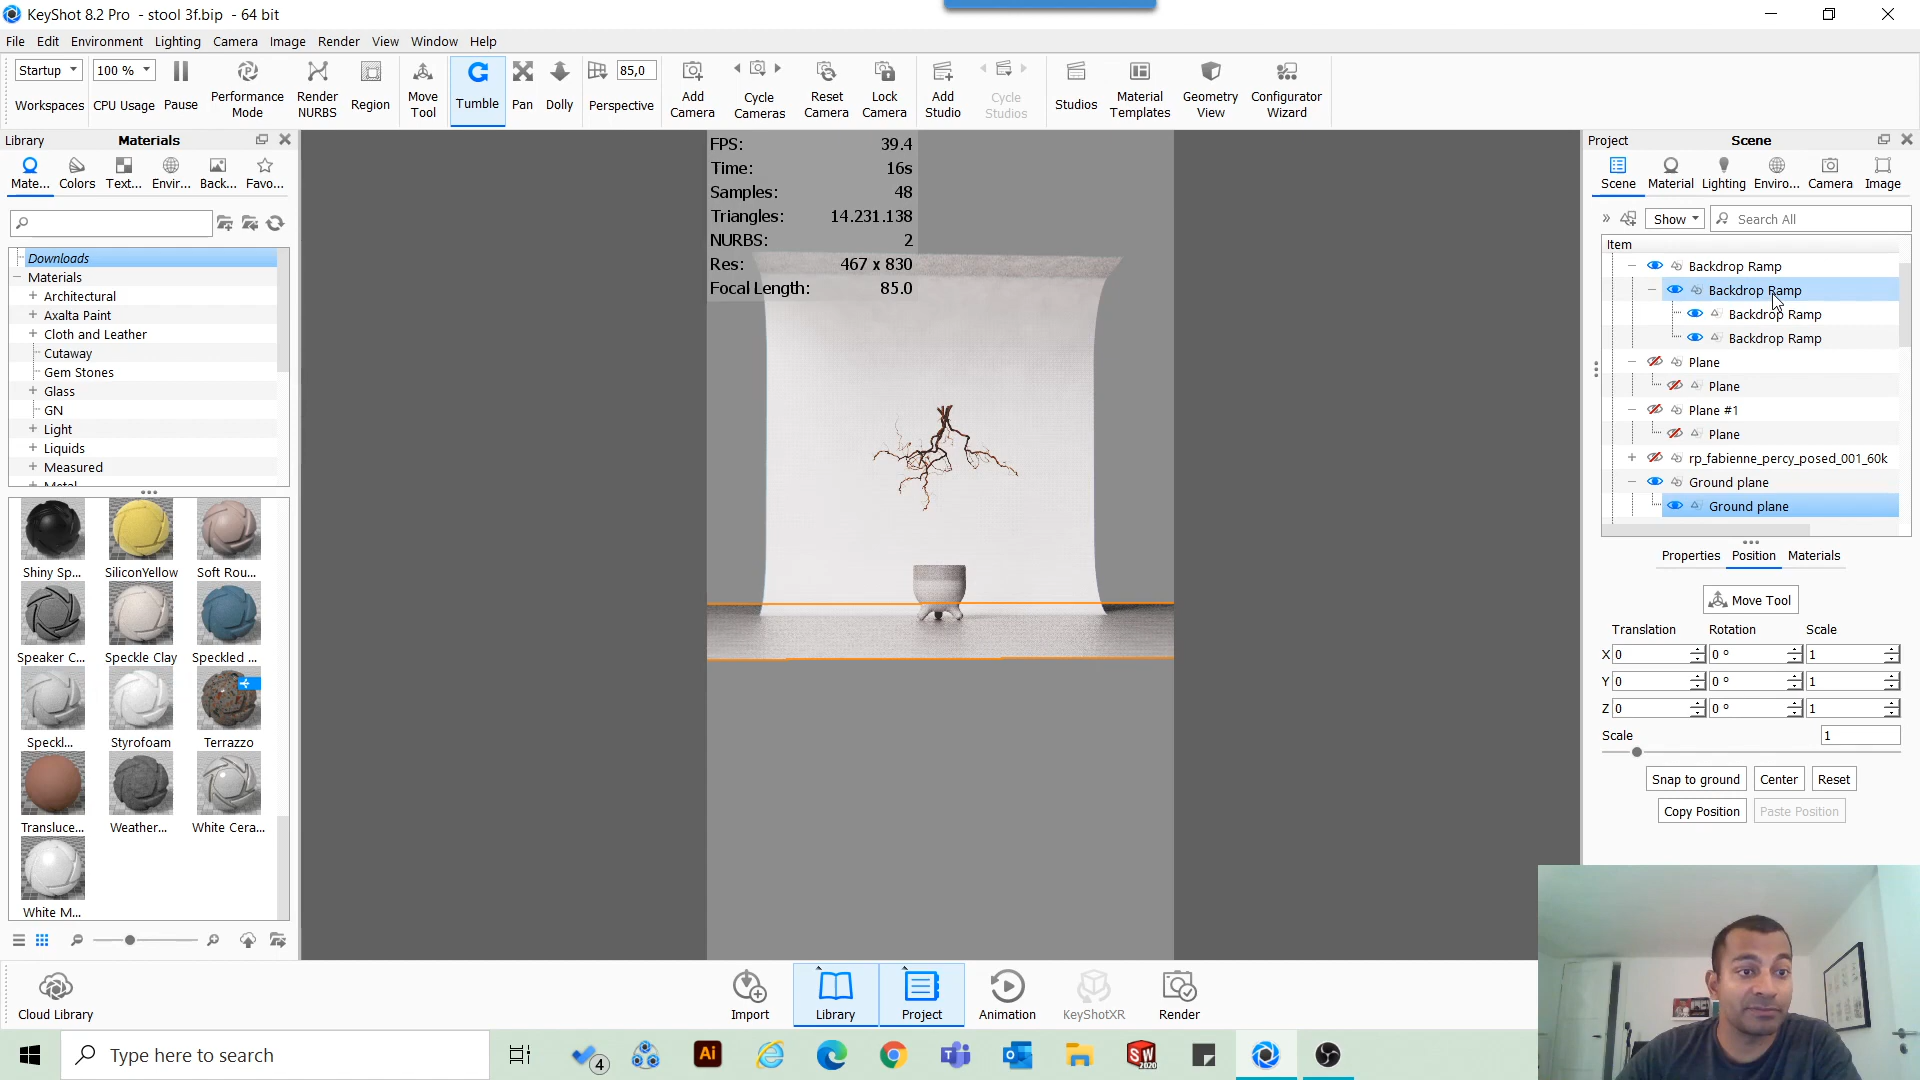 KeyShot 8.2 Pro - stool 3f.bip - 64 bit
File Edit Environment Lighting Camera Image Render View Window Help
Startup 100 % 85,0
Workspaces CPU Usage Pause Performance Mode Render NURBS Region Move Tool Tumble Pan Dolly Perspective Add Camera Cycle Cameras Reset Camera Lock Camera Add Studio Cycle Studios Studios Material Templates Geometry View Configurator Wizard
Library Materials
Mate... Colors Text... Envir... Back... Favo...
Downloads
Materials
Architectural
Axalta Paint
Cloth and Leather
Cutaway
Gem Stones
Glass
GN
Light
Liquids
Measured
Metal
Shiny Sp... SiliconYellow Soft Rou...
Speaker C... Speckle Clay Speckled ...
Speckl... Styrofoam Terrazzo
Transluce... Weather... White Cera...
White M...
FPS: 39.4
Time: 16s
Samples: 48
Triangles: 14.231.138
NURBS: 2
Res: 467 x 830
Focal Length: 85.0
Project Scene
Scene Material Lighting Enviro... Camera Image
Show Search All
Item
Backdrop Ramp
Backdrop Ramp
Backdrop Ramp
Backdrop Ramp
Plane
Plane
Plane #1
Plane
rp_fabienne_percy_posed_001_60k
Ground plane
Ground plane
Properties Position Materials
Move Tool
Translation Rotation Scale
X 0 0 ° 1
Y 0 0 ° 1
Z 0 0 ° 1
Scale 1
Snap to ground Center Reset
Copy Position Paste Position
Cloud Library Import Library Project Animation KeyShotXR Render
Type here to search
4
Ai
SW
2020